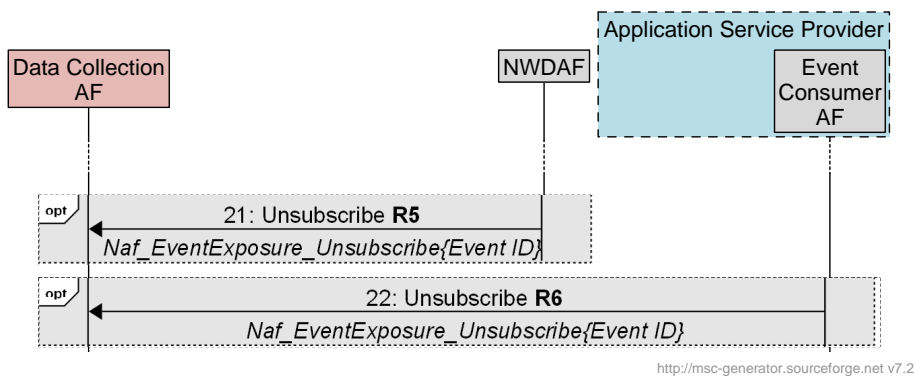 Application Service Provider
Data Collection
AF
NWDAF
Event
Consumer
AF
opt
21: Unsubscribe R5
Naf_EventExposure_Unsubscribe{Event ID}
opt
22: Unsubscribe R6
Naf_EventExposure_Unsubscribe{Event ID}
http://msc-generator.sourceforge.net v7.2